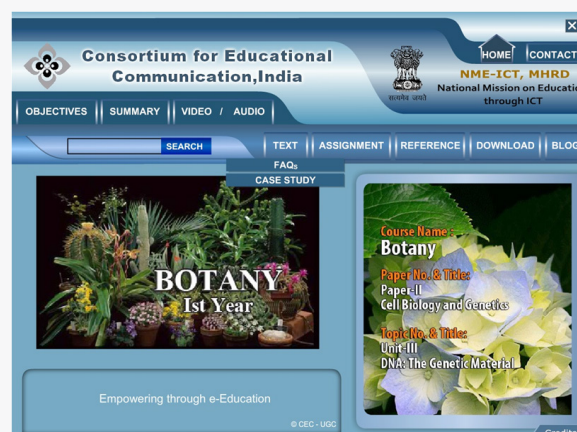 Consortium for Educational
Communication,India
HOME
CONTACT
NME-ICT, MHRD
National Mission on Educatio
through ICT
सत्यमेव जयते
OBJECTIVES
SUMMARY
VIDEO / AUDIO
SEARCH
TEXT
ASSIGNMENT
REFERENCE
DOWNLOAD
BLOG
FAQs
CASE STUDY
BOTANY
Ist Year
Course Name :
Botany
Paper No. & Title:
Paper-II
Cell Biology and Genetics
Topic No. & Title:
Unit-III
DNA: The Genetic Material
Empowering through e-Education
© CEC - UGC
Credits